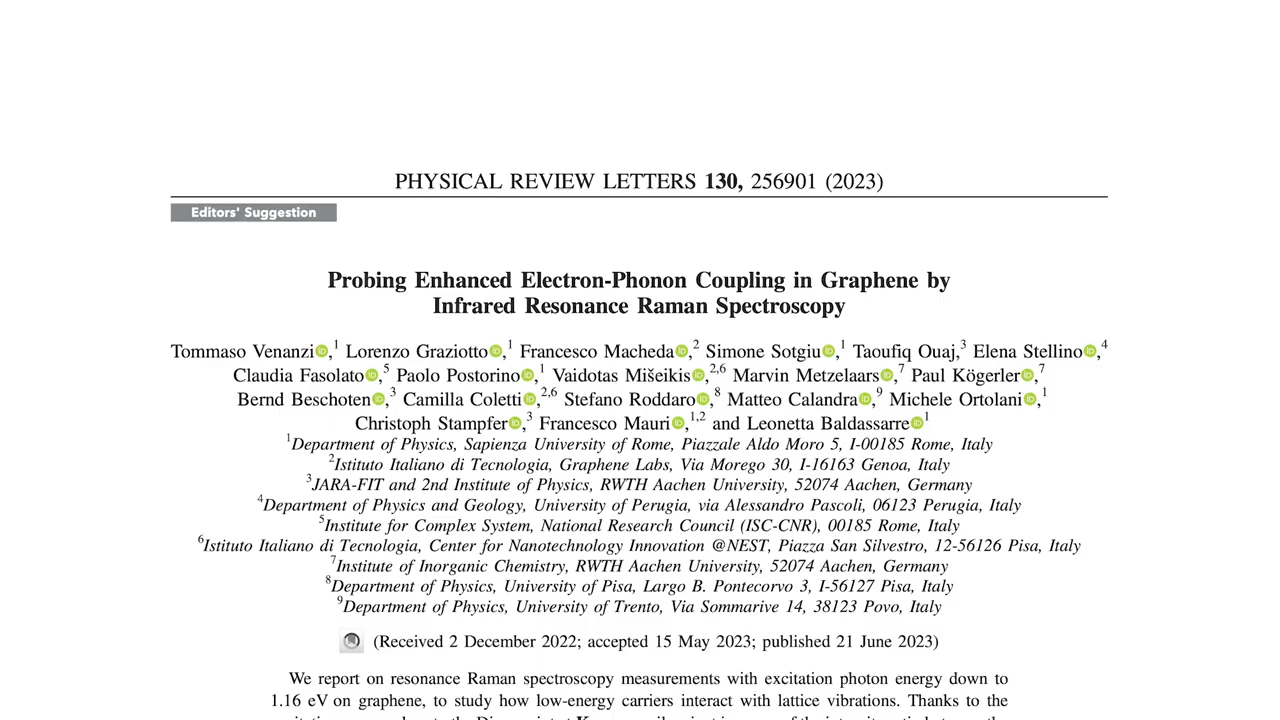 PHYSICAL REVIEW LETTERS 130, 256901 (2023)
Editors' Suggestion
Probing Enhanced Electron-Phonon Coupling in Graphene by
Infrared Resonance Raman Spectroscopy
Tommaso Venanzi,1 Lorenzo Graziotto,1 Francesco Macheda,2 Simone Sotgiu,1 Taoufiq Ouaj,3 Elena Stellino,4
Claudia Fasolato,5 Paolo Postorino,1 Vaidotas Mišeikis,2,6 Marvin Metzelaars,7 Paul Kögerler,7
Bernd Beschoten,3 Camilla Coletti,2,6 Stefano Roddaro,8 Matteo Calandra,9 Michele Ortolani,1
Christoph Stampfer,3 Francesco Mauri,1,2 and Leonetta Baldassarre1
1Department of Physics, Sapienza University of Rome, Piazzale Aldo Moro 5, I-00185 Rome, Italy
2Istituto Italiano di Tecnologia, Graphene Labs, Via Morego 30, I-16163 Genoa, Italy
3JARA-FIT and 2nd Institute of Physics, RWTH Aachen University, 52074 Aachen, Germany
4Department of Physics and Geology, University of Perugia, via Alessandro Pascoli, 06123 Perugia, Italy
5Institute for Complex System, National Research Council (ISC-CNR), 00185 Rome, Italy
6Istituto Italiano di Tecnologia, Center for Nanotechnology Innovation @NEST, Piazza San Silvestro, 12-56126 Pisa, Italy
7Institute of Inorganic Chemistry, RWTH Aachen University, 52074 Aachen, Germany
8Department of Physics, University of Pisa, Largo B. Pontecorvo 3, I-56127 Pisa, Italy
9Department of Physics, University of Trento, Via Sommarive 14, 38123 Povo, Italy
(Received 2 December 2022; accepted 15 May 2023; published 21 June 2023)
We report on resonance Raman spectroscopy measurements with excitation photon energy down to
1.16 eV on graphene, to study how low-energy carriers interact with lattice vibrations. Thanks to the